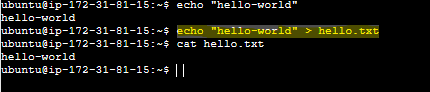 ubuntu@ip-172-31-81-15:~$ echo "hello-world"
hello-world
ubuntu@ip-172-31-81-15:~$ echo "hello-world" > hello.txt
ubuntu@ip-172-31-81-15:~$ cat hello.txt
hello-world
ubuntu@ip-172-31-81-15:~$